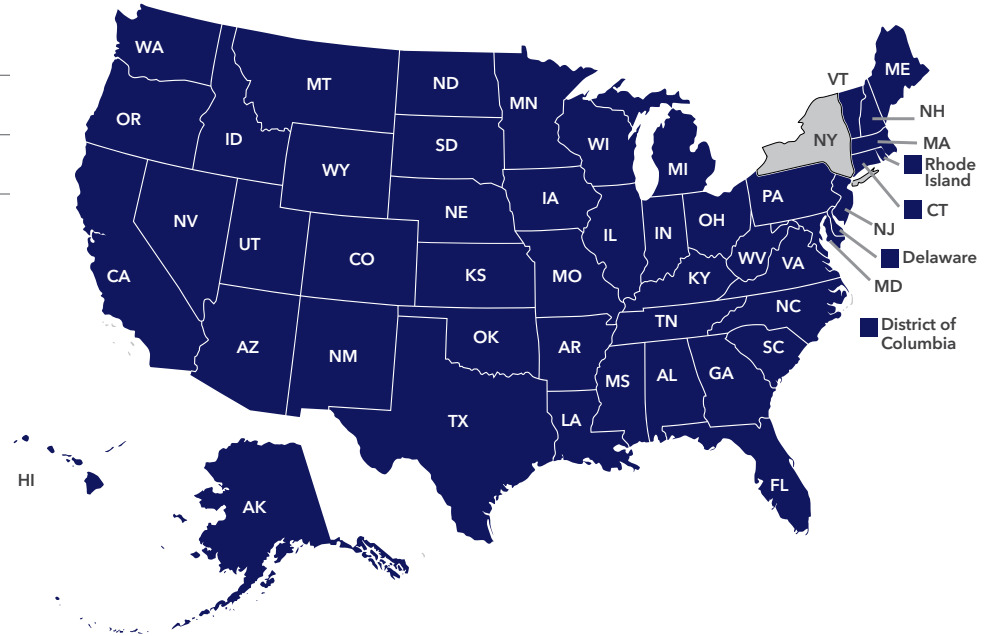 WA
MT
ND
MN
VT
ME
OR
ID
SD
WI
NH
NY
MA
WY
MI
Rhode
Island
NV
NE
IA
PA
CT
UT
CO
IL
IN
OH
NJ
CA
KS
MO
WV
VA
Delaware
KY
MD
NC
AZ
NM
OK
TN
District of
Columbia
AR
SC
MS
AL
GA
TX
LA
HI
AK
FL